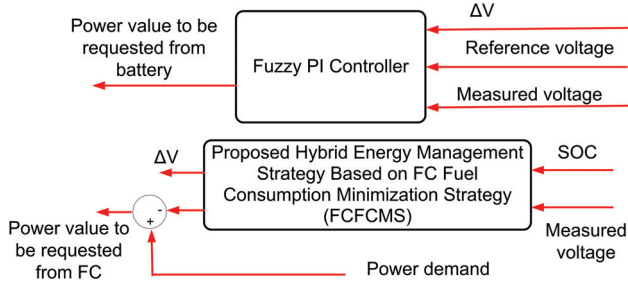 Power value to be
requested from
battery
Fuzzy PI Controller
ΔV
Reference voltage
Measured voltage
ΔV
Proposed Hybrid Energy Management
Strategy Based on FC Fuel
Consumption Minimization Strategy
(FCFCMS)
SOC
Measured
voltage
-
+
Power value to
be requested
from FC
Power demand